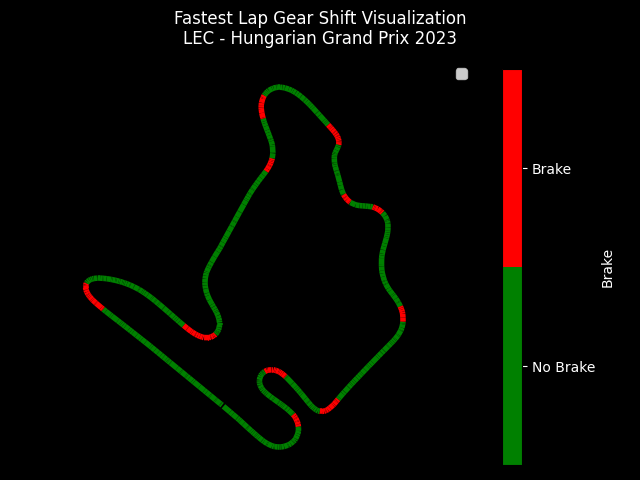 Fastest Lap Gear Shift Visualization
LEC - Hungarian Grand Prix 2023
Brake
Brake
No Brake